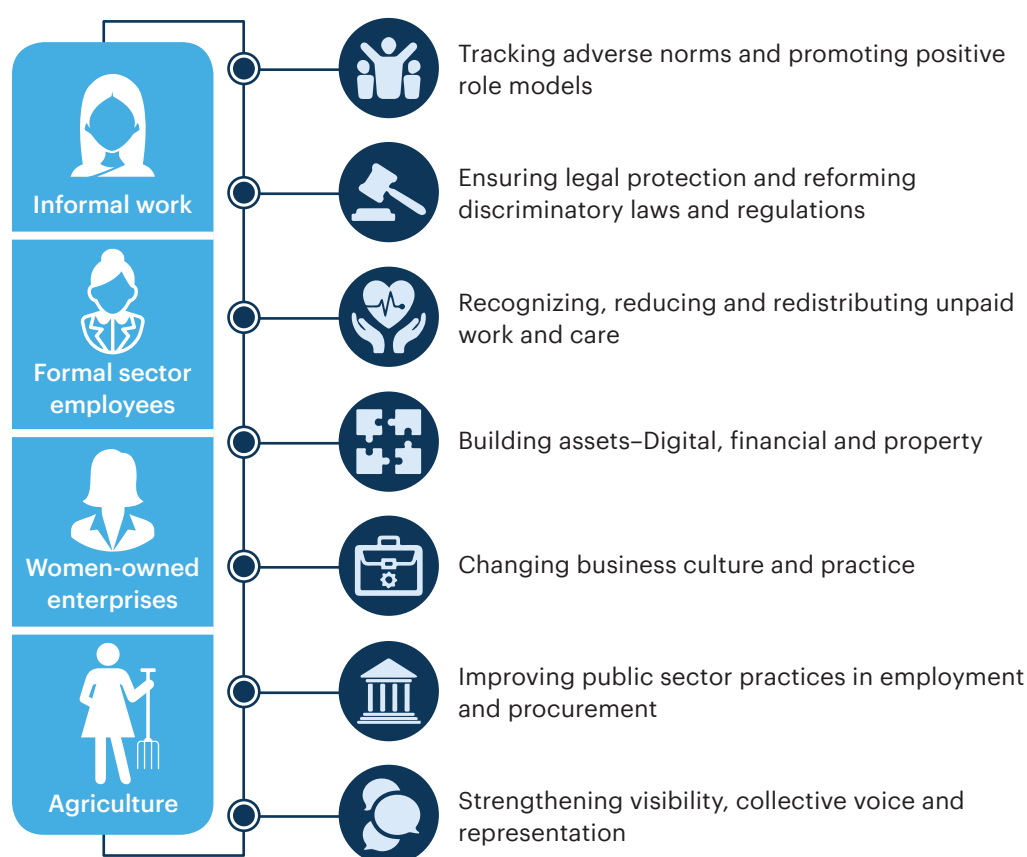 Informal work
Formal sector
employees
Women-owned
enterprises
Agriculture
Tracking adverse norms and promoting positive
role models
Ensuring legal protection and reforming
discriminatory laws and regulations
Recognizing, reducing and redistributing unpaid
work and care
Building assets–Digital, financial and property
Changing business culture and practice
Improving public sector practices in employment
and procurement
Strengthening visibility, collective voice and
representation